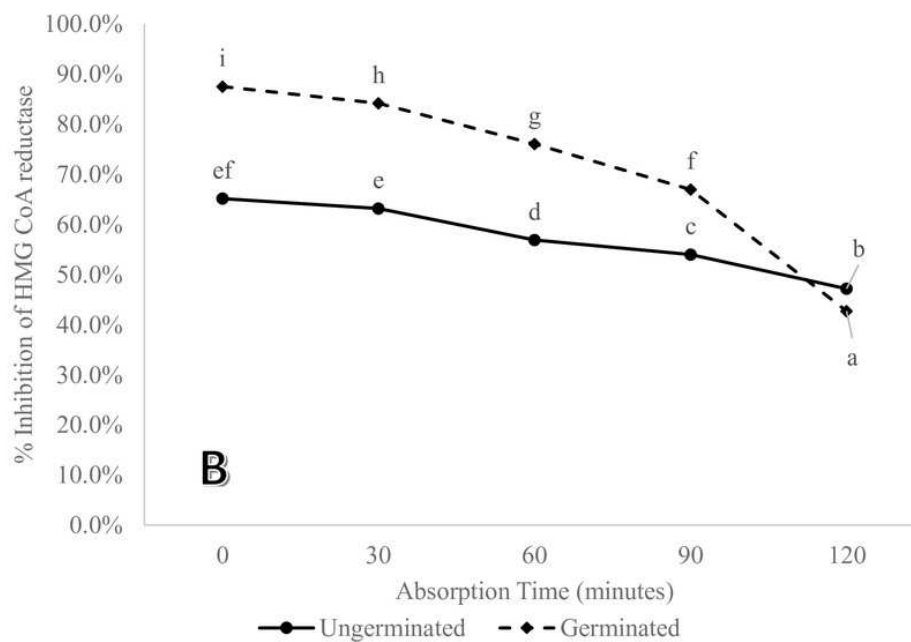 100.0%
90.0%
80.0%
70.0%
60.0%
50.0%
40.0%
30.0%
20.0%
10.0%
0.0%
% Inhibition of HMG CoA reductase
i
h
g
f
ef
e
d
c
b
a
B
0 30 60 90 120
Absorption Time (minutes)
Ungerminated Germinated